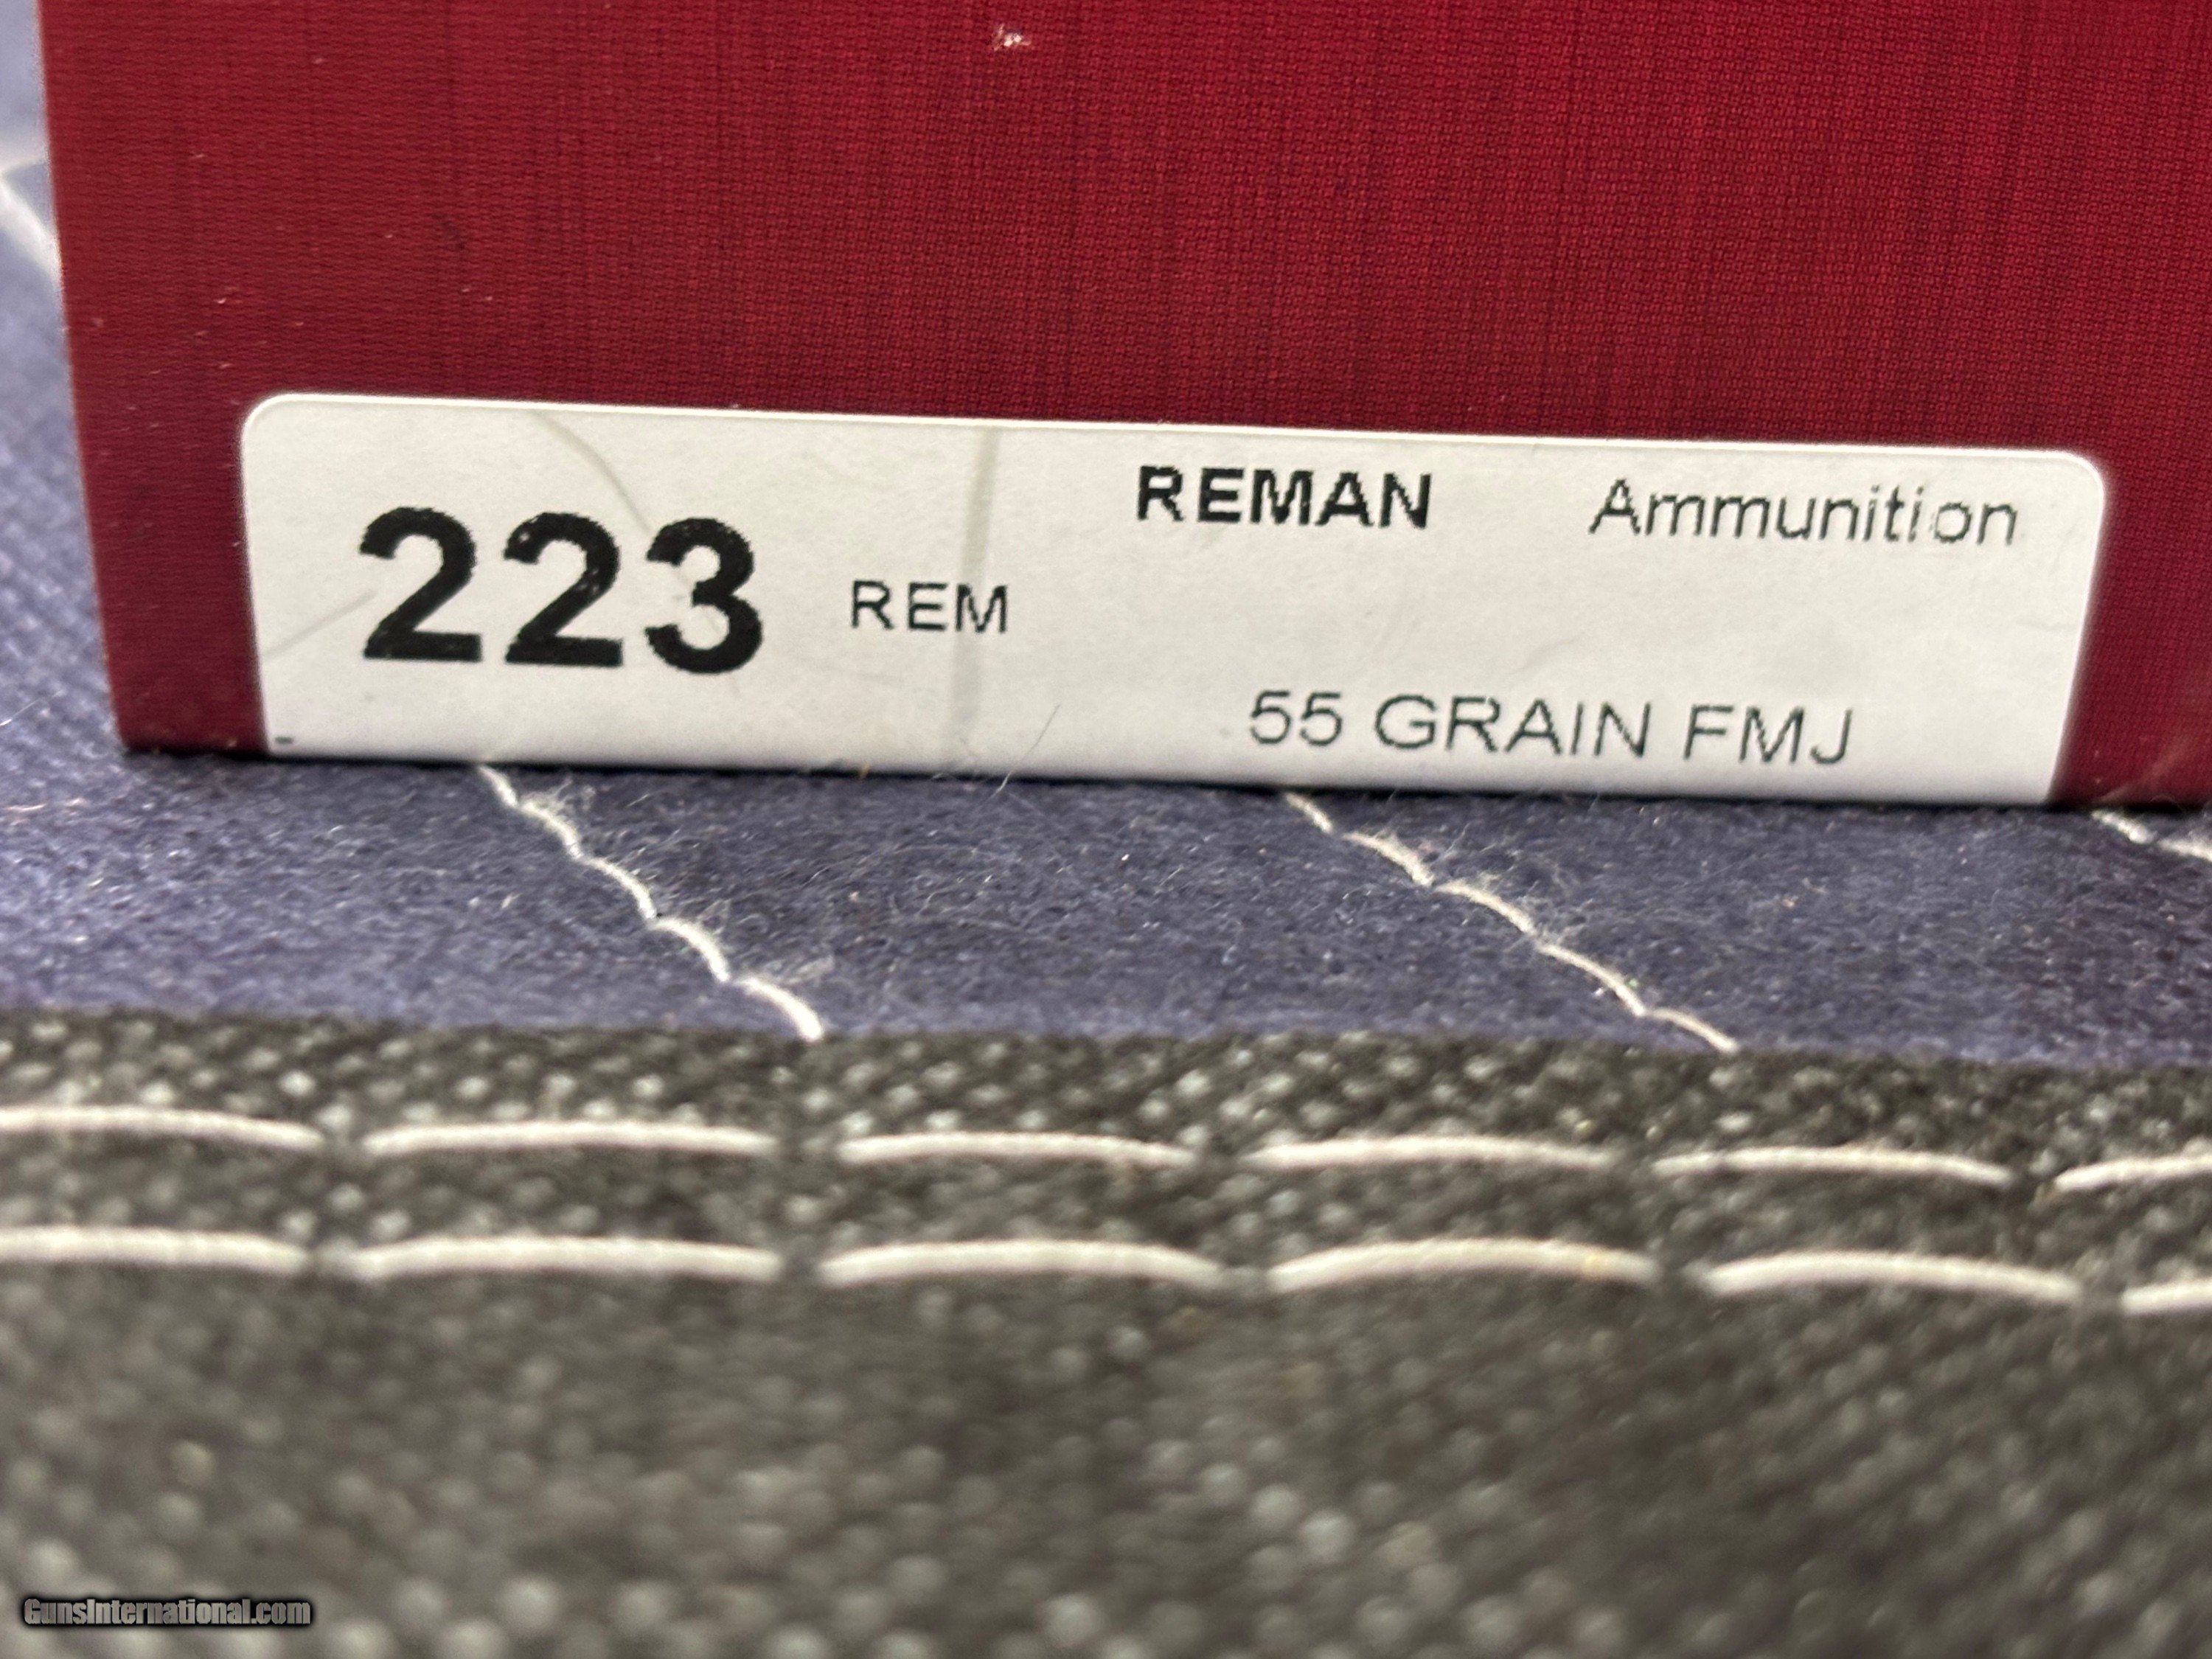 223 REM REMAN Ammunition
55 GRAIN FMJ
GunsInternational.com